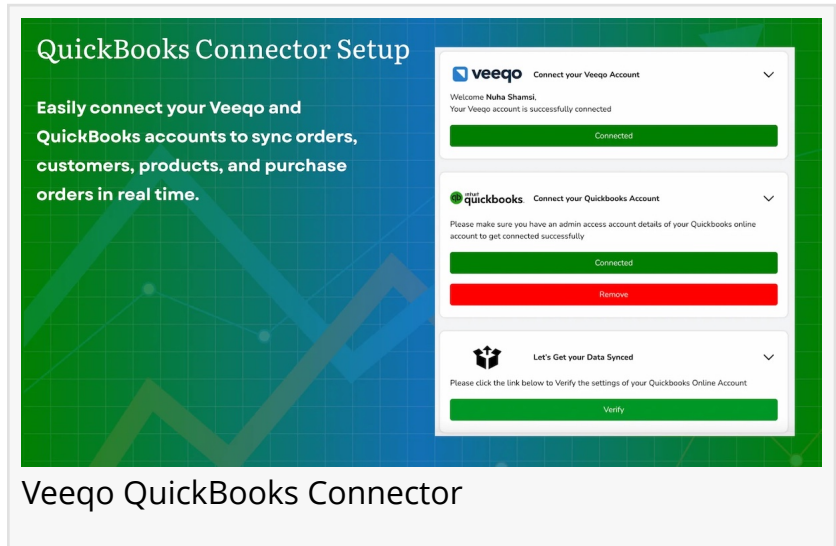 QuickBooks Connector Setup
Easily connect your Veeqo and
QuickBooks accounts to sync orders,
customers, products, and purchase
orders in real time.
veeqo Connect your Veeqo Account
Welcome Nuha Shamsi,
Your Veeqo account is successfully connected
Connected
qb intuit quickbooks. Connect your Quickbooks Account
Please make sure you have an admin access account details of your Quickbooks online
account to get connected successfully
Connected
Remove
Let's Get your Data Synced
Please click the link below to Verify the settings of your Quickbooks Online Account
Verify
Veeqo QuickBooks Connector